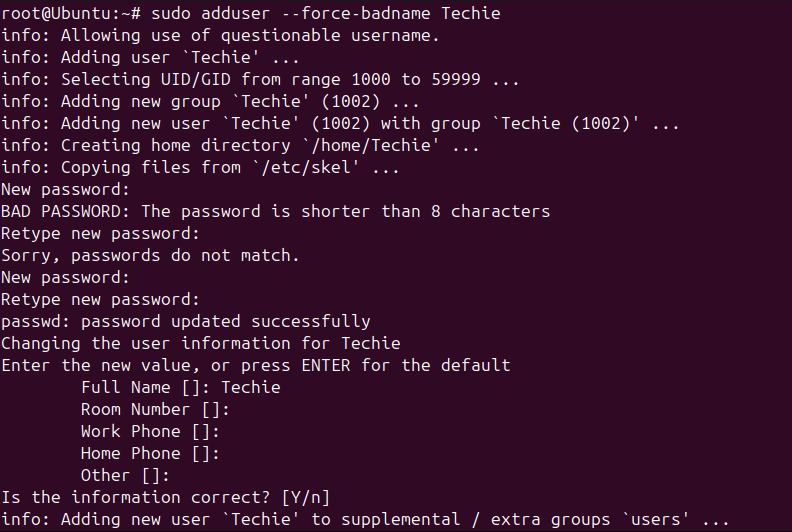 root@Ubuntu:~# sudo adduser --force-badname Techie
info: Allowing use of questionable username.
info: Adding user `Techie' ...
info: Selecting UID/GID from range 1000 to 59999 ...
info: Adding new group `Techie' (1002) ...
info: Adding new user `Techie' (1002) with group `Techie (1002)' ...
info: Creating home directory `/home/Techie' ...
info: Copying files from `/etc/skel' ...
New password:
BAD PASSWORD: The password is shorter than 8 characters
Retype new password:
Sorry, passwords do not match.
New password:
Retype new password:
passwd: password updated successfully
Changing the user information for Techie
Enter the new value, or press ENTER for the default
Full Name []: Techie
Room Number []:
Work Phone []:
Home Phone []:
Other []:
Is the information correct? [Y/n]
info: Adding new user `Techie' to supplemental / extra groups `users' ...